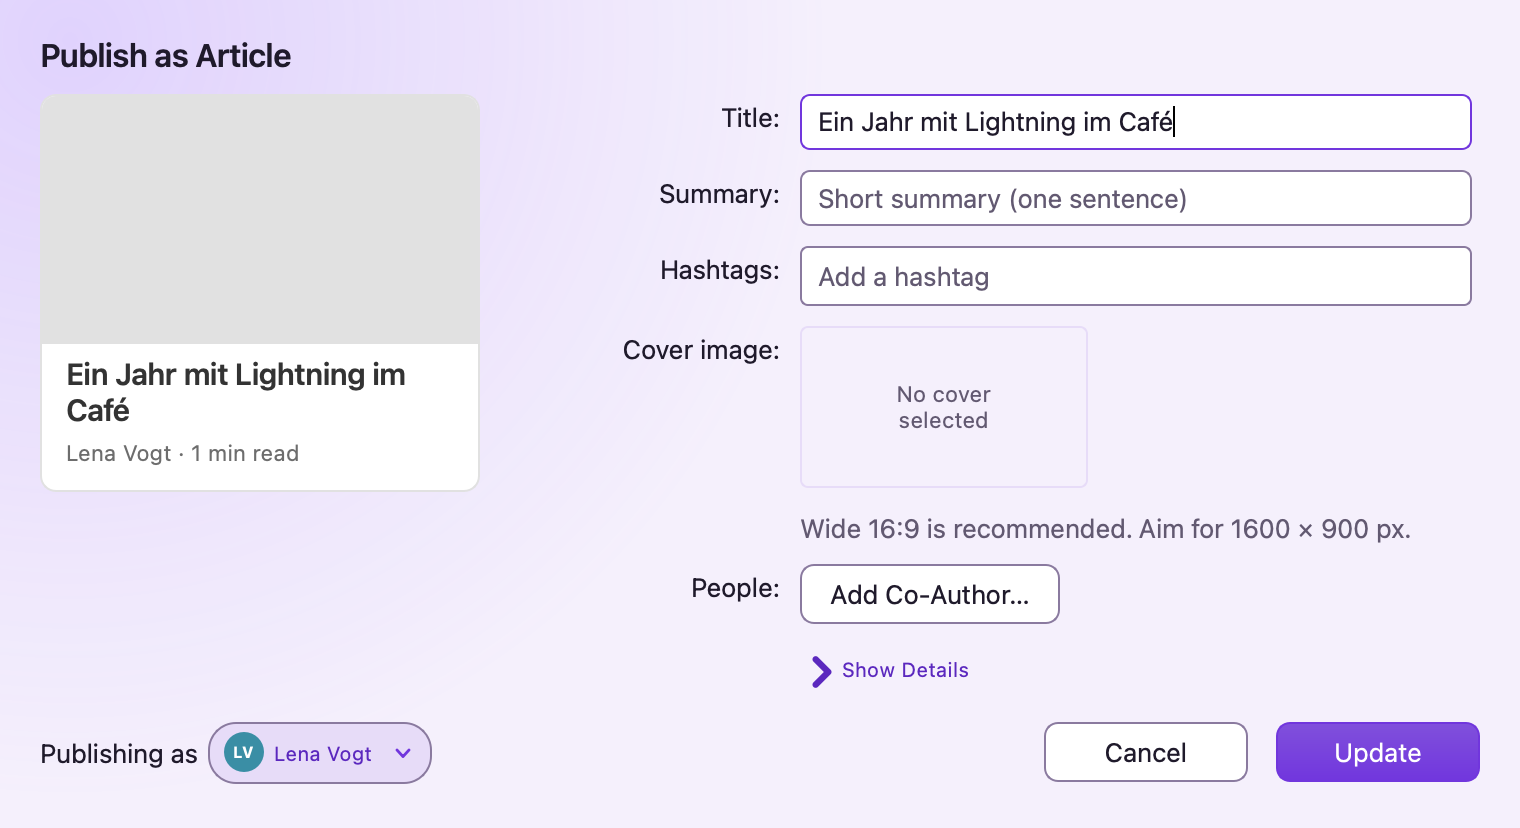 Publish as Article
Ein Jahr mit Lightning im
Café
Lena Vogt · 1 min read
Title: Ein Jahr mit Lightning im Café
Summary: Short summary (one sentence)
Hashtags: Add a hashtag
Cover image:
No cover
selected
Wide 16:9 is recommended. Aim for 1600 × 900 px.
People: Add Co-Author...
Show Details
Publishing as LV Lena Vogt
Cancel
Update